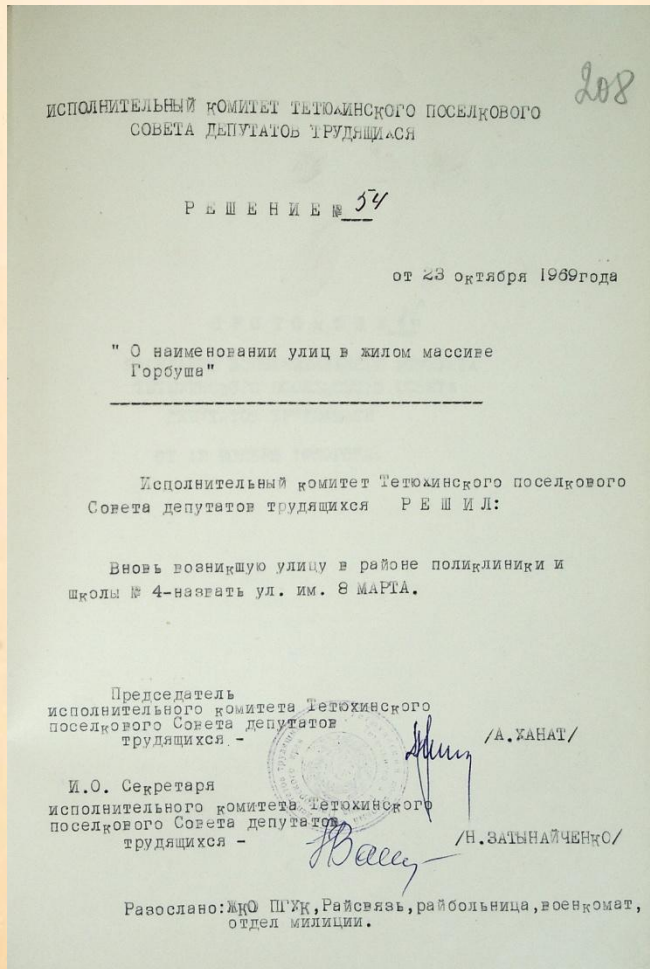 208
ИСПОЛНИТЕЛЬНЫЙ КОМИТЕТ ТЕТЮХИНСКОГО ПОСЕЛКОВОГО
СОВЕТА ДЕПУТАТОВ ТРУДЯЩИХСЯ
Р Е Ш Е Н И Е № 54
от 23 октября 1969года
" О наименовании улиц в жилом массиве
Горбуша"
Исполнительный комитет Тетюхинского поселкового
Совета депутатов трудящихся Р Е Ш И Л:
Вновь возникшую улицу в районе поликлиники и
школы № 4-назвать ул. им. 8 МАРТА.
Председатель
исполнительного комитета Тетюхинского
поселкового Совета депутатов
трудящихся.- /А.ХАНАТ/
И.О. Секретаря
исполнительного комитета Тетюхинского
поселкового Совета депутатов
трудящихся - /Н.ЗАТЫНАЙЧЕНКО/
Разослано:ЖКО ПГХК,Райсвязь,райбольница,военкомат,
отдел милиции.